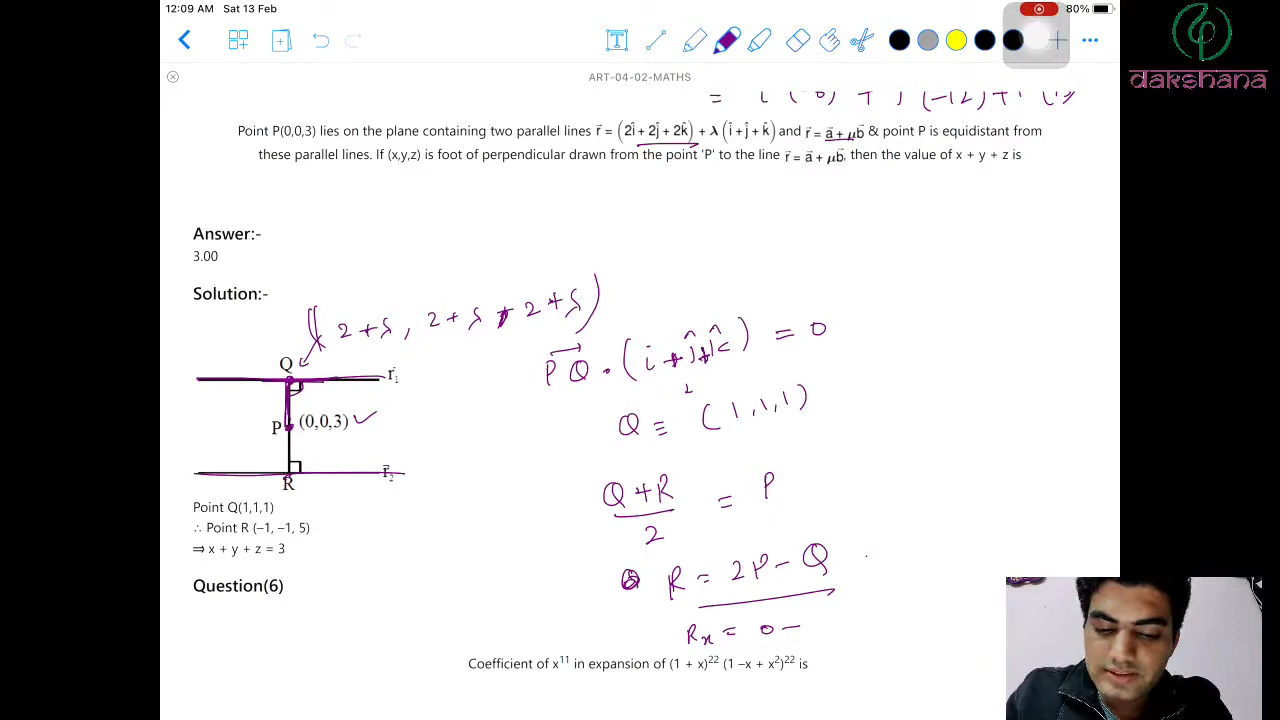 12:09 AM Sat 13 Feb
80%
dakshana
ART-04-02-MATHS
Point P(0,0,3) lies on the plane containing two parallel lines r⃗ = (2î + 2ĵ + 2k̂) + λ (î + ĵ + k̂) and r⃗ = a⃗ + μb⃗ & point P is equidistant from
these parallel lines. If (x,y,z) is foot of perpendicular drawn from the point 'P' to the line r⃗ = a⃗ + μb⃗, then the value of x + y + z is
Answer:-
3.00
Solution:-
(2+λ, 2+λ, 2+λ)
PQ⃗ · (i + ĵ + k̂) = 0
Q ≡ (1, 1, 1)
Q
r⃗₁
P (0,0,3)
R
r⃗₂
Q + R / 2 = P
R = 2P - Q
Rx = 0 -
Point Q(1,1,1)
∴ Point R (–1, –1, 5)
⇒ x + y + z = 3
Question(6)
Coefficient of x¹¹ in expansion of (1 + x)²² (1 –x + x²)²² is